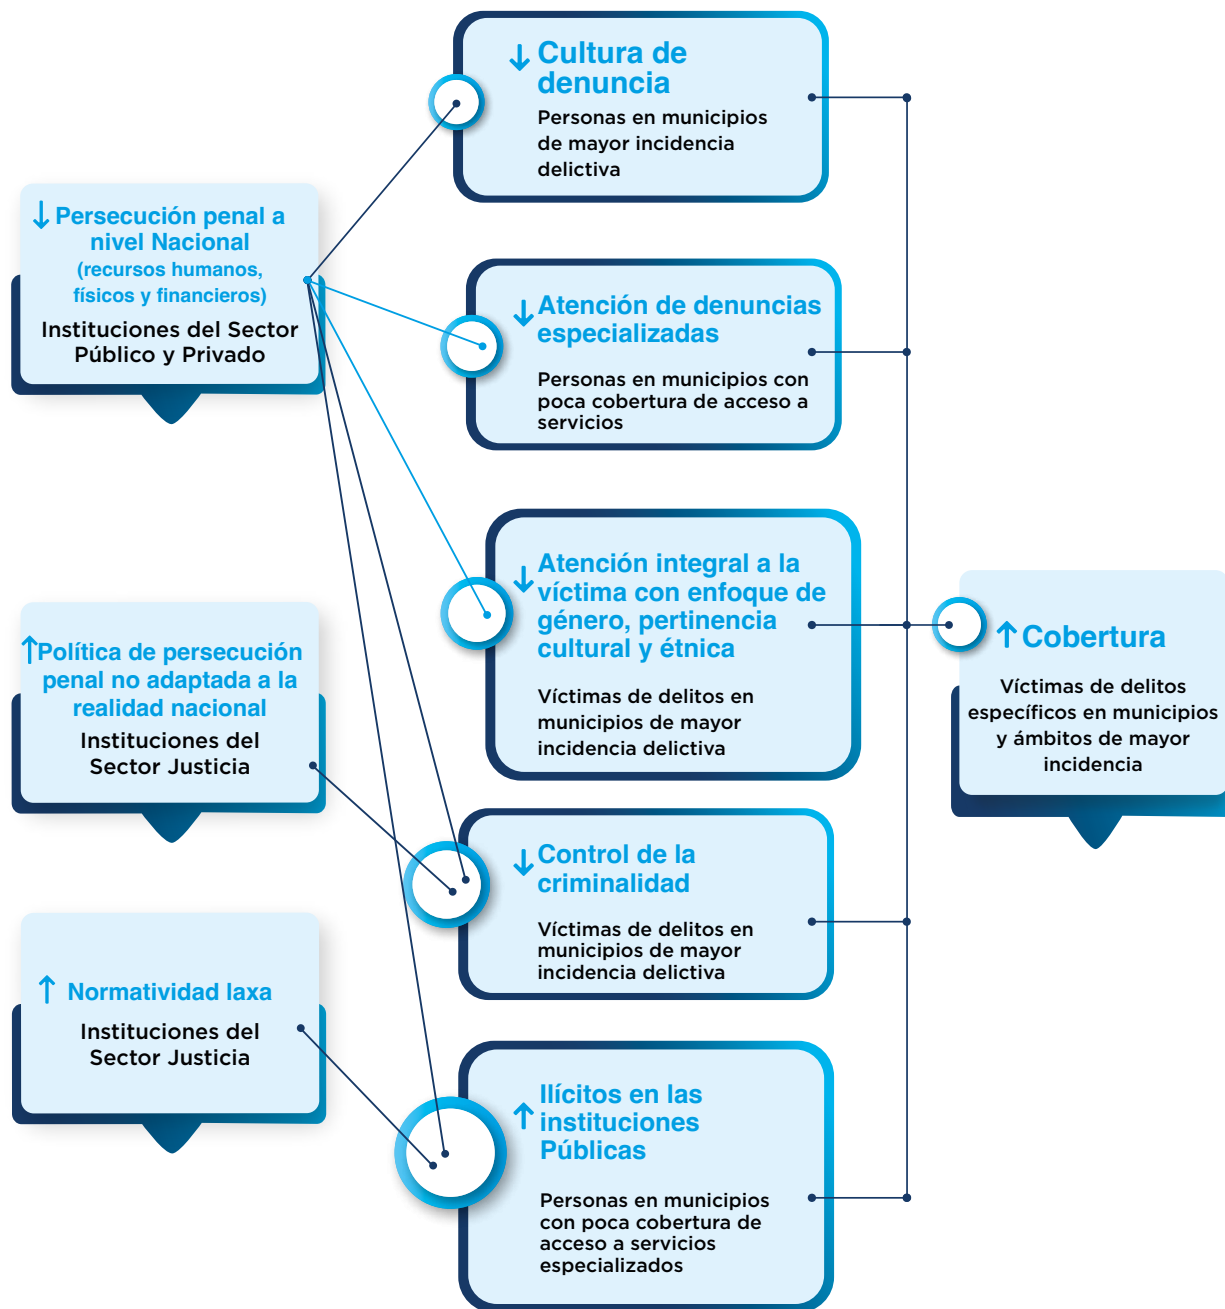 ↓ Persecución penal a
nivel Nacional
(recursos humanos,
físicos y financieros)
Instituciones del Sector
Público y Privado
↑ Política de persecución
penal no adaptada a la
realidad nacional
Instituciones del
Sector Justicia
↑ Normatividad laxa
Instituciones del
Sector Justicia
↓ Cultura de
denuncia
Personas en municipios
de mayor incidencia
delictiva
↓ Atención de denuncias
especializadas
Personas en municipios con
poca cobertura de acceso a
servicios
↓ Atención integral a la
víctima con enfoque de
género, pertinencia
cultural y étnica
Víctimas de delitos en
municipios de mayor
incidencia delictiva
↓ Control de la
criminalidad
Víctimas de delitos en
municipios de mayor
incidencia delictiva
↑ Ilícitos en las
instituciones
Públicas
Personas en municipios
con poca cobertura de
acceso a servicios
especializados
↑ Cobertura
Víctimas de delitos
específicos en municipios
y ámbitos de mayor
incidencia